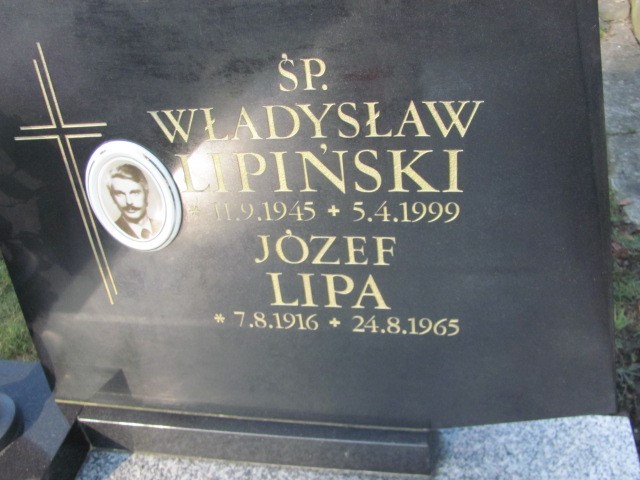 ŚP.
WŁADYSŁAW
LIPIŃSKI
* 11.9.1945 + 5.4.1999
JÓZEF
LIPA
* 7.8.1916 + 24.8.1965